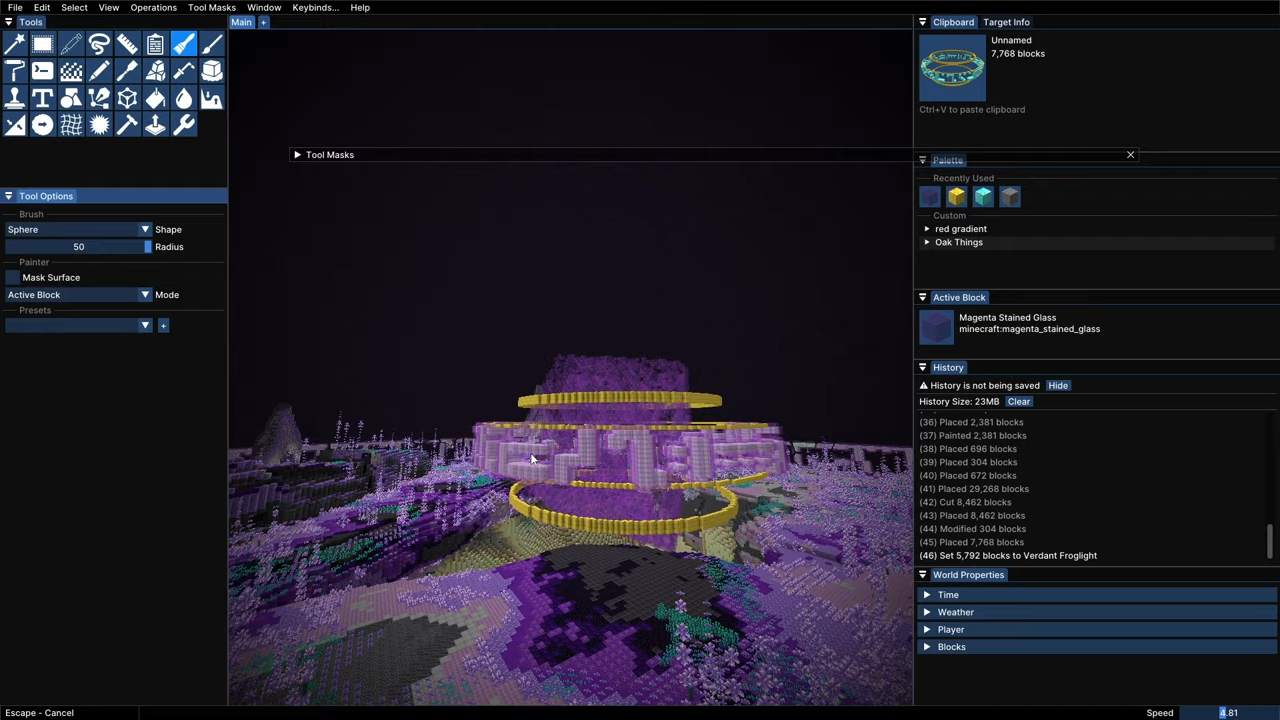 File Edit Select View Operations Tool Masks Window Keybinds... Help
Tools
Main +
Clipboard Target Info
Unnamed
7,768 blocks
Ctrl+V to paste clipboard
Tool Masks
Palette
Recently Used
Custom
red gradient
Oak Things
Tool Options
Brush
Sphere Shape
50 Radius
Painter
Mask Surface
Active Block Mode
Presets
+
Active Block
Magenta Stained Glass
minecraft:magenta_stained_glass
History
History is not being saved Hide
History Size: 23MB Clear
(36) Placed 2,381 blocks
(37) Painted 2,381 blocks
(38) Placed 696 blocks
(39) Placed 304 blocks
(40) Placed 672 blocks
(41) Placed 29,268 blocks
(42) Cut 8,462 blocks
(43) Placed 8,462 blocks
(44) Modified 304 blocks
(45) Placed 7,768 blocks
(46) Set 5,792 blocks to Verdant Froglight
World Properties
Time
Weather
Player
Blocks
Escape - Cancel
Speed 4.81